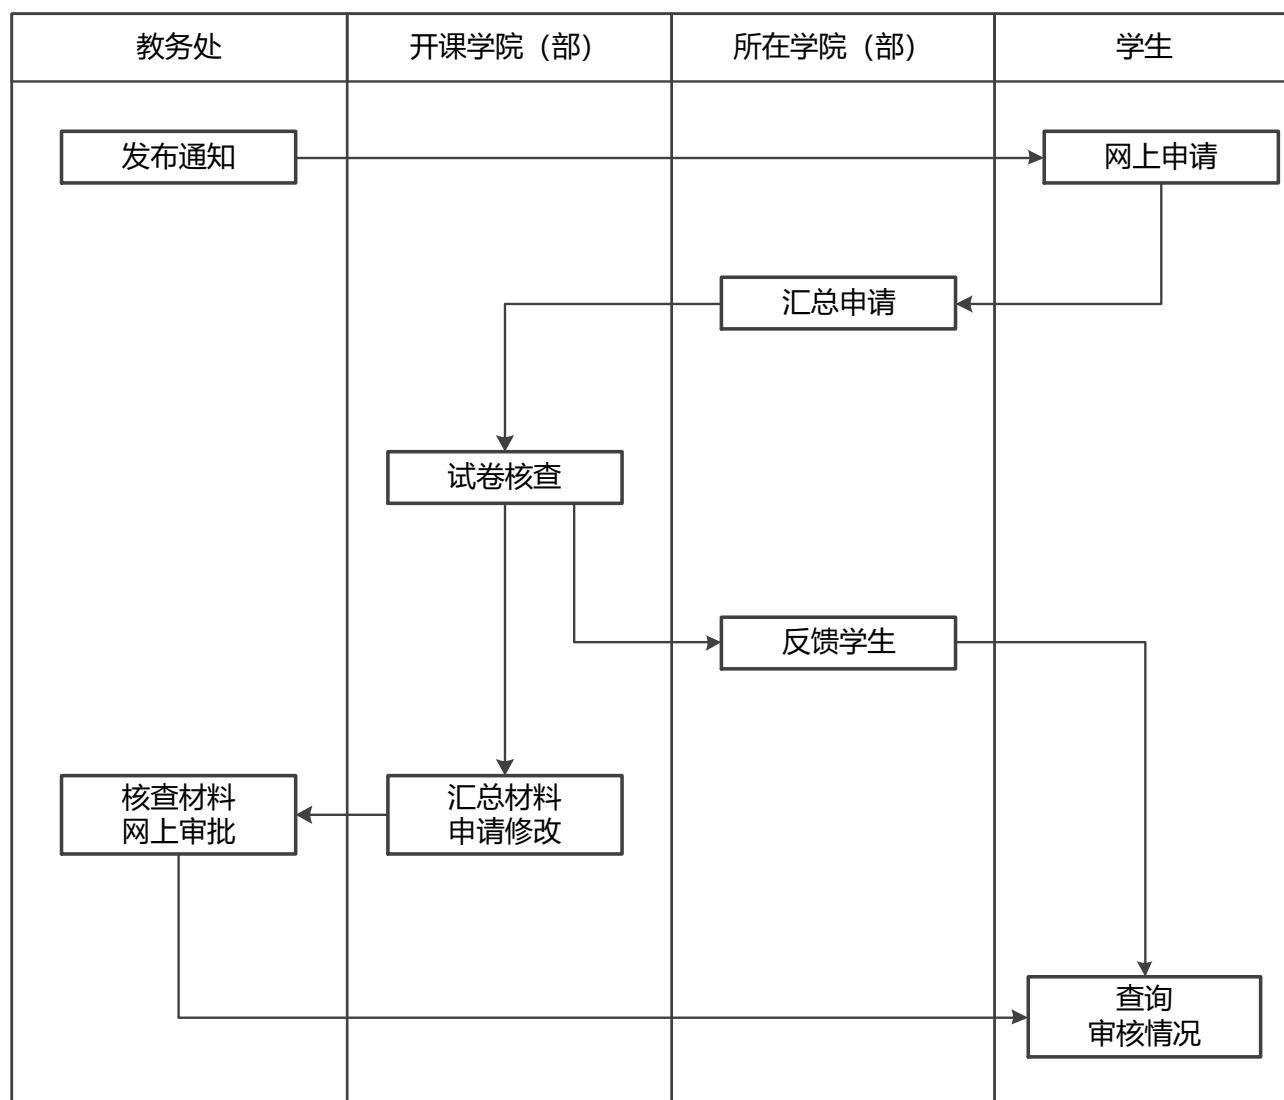 教务处
开课学院（部）
所在学院（部）
学生
发布通知
网上申请
汇总申请
试卷核查
反馈学生
核查材料
网上审批
汇总材料
申请修改
查询
审核情况